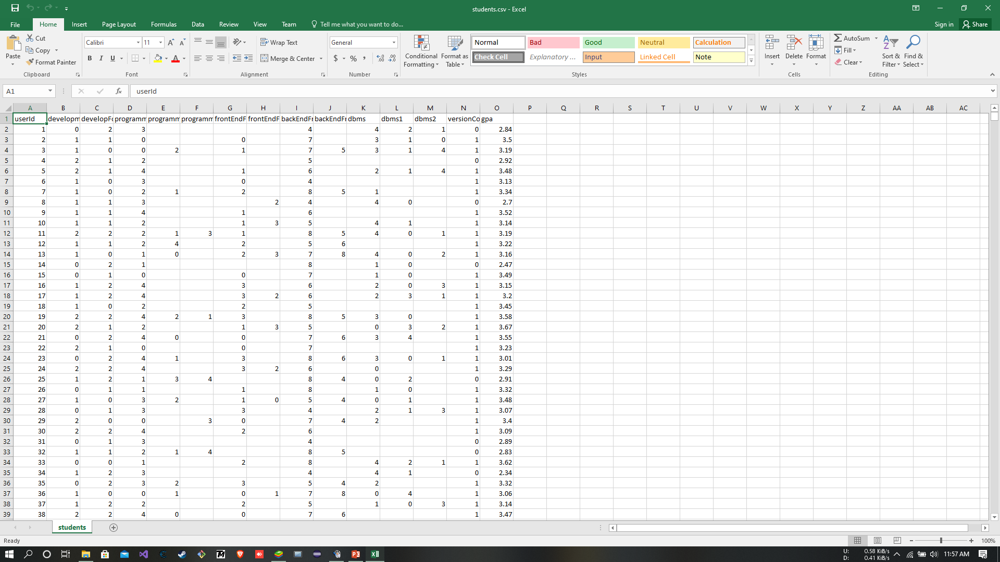 students.csv - Excel
File Home Insert Page Layout Formulas Data Review View Team Tell me what you want to do... Sign in Share
Paste Cut Copy Format Painter Clipboard
Calibri 11 B I U Font
Wrap Text Merge & Center Alignment
General $ % , Number
Conditional Formatting Format as Table
Normal Bad Good Neutral Calculation
Check Cell Explanatory ... Input Linked Cell Note
Styles
Insert Delete Format Cells
AutoSum Fill Clear Sort & Filter Find & Select Editing
A1 fx userId
A B C D E F G H I J K L M N O P Q R S T U V W X Y Z AA AB AC
1 userId developm developFo programm programm programm frontEndF frontEndF backEndFr backEndFr dbms dbms1 dbms2 versionCo gpa
2 1 0 2 3 4 4 2 1 0 2.84
3 2 1 1 0 0 7 3 1 0 1 3.5
4 3 1 0 0 2 1 7 5 3 1 4 1 3.19
5 4 2 1 2 5 0 2.92
6 5 2 1 4 1 6 2 1 4 1 3.48
7 6 1 0 3 0 4 1 3.13
8 7 1 0 2 1 2 8 5 1 1 3.34
9 8 1 1 3 2 4 4 0 0 2.7
10 9 1 1 4 1 6 1 3.52
11 10 1 1 2 1 3 5 4 1 1 3.14
12 11 2 2 2 1 3 1 8 5 4 0 1 1 3.19
13 12 1 1 2 4 2 5 6 1 3.22
14 13 1 0 1 0 2 3 7 8 4 0 2 1 3.16
15 14 0 2 1 8 1 0 0 2.47
16 15 0 1 0 0 7 1 0 1 3.49
17 16 1 2 4 3 6 2 0 3 1 3.15
18 17 1 2 4 3 2 6 2 3 1 1 3.2
19 18 1 0 2 2 5 1 3.45
20 19 2 2 4 2 1 3 8 5 3 0 1 3.58
21 20 2 1 2 1 3 5 0 3 2 1 3.67
22 21 0 2 4 0 0 7 6 3 4 1 3.55
23 22 2 1 0 0 7 1 3.23
24 23 0 2 4 1 3 8 6 3 0 1 1 3.01
25 24 2 2 4 3 2 6 0 1 3.29
26 25 1 2 1 3 4 8 4 0 2 0 2.91
27 26 0 1 1 1 8 1 0 1 3.32
28 27 1 0 3 2 1 0 5 4 0 1 1 3.48
29 28 0 1 3 3 4 2 1 3 1 3.07
30 29 2 0 0 3 0 7 4 2 1 3.4
31 30 2 2 4 2 6 1 3.09
32 31 0 1 3 4 0 2.89
33 32 1 1 2 1 4 8 5 0 2.83
34 33 0 0 1 2 8 4 2 1 1 3.62
35 34 1 2 3 4 4 1 0 2.34
36 35 0 2 3 2 3 5 4 2 1 3.32
37 36 1 0 0 1 0 1 7 8 0 4 1 3.06
38 37 1 2 2 2 5 1 0 3 1 3.14
39 38 2 2 4 0 0 7 6 1 3.47
students
Ready 100%
U: 0.58 KiB/s
D: 0.41 KiB/s
11:57 AM